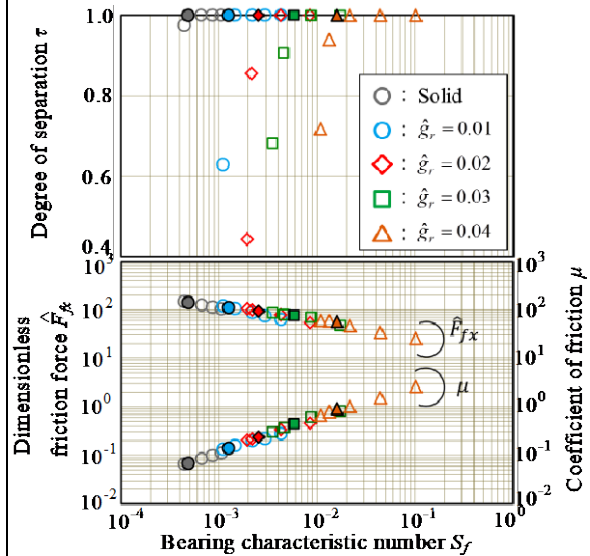 Degree of separation τ
1.0
0.8
0.6
0.4
○ : Solid
○ : ĝr = 0.01
◇ : ĝr = 0.02
□ : ĝr = 0.03
△ : ĝr = 0.04
Dimensionless
friction force F̂fx
10³
10²
10¹
10⁰
10⁻¹
10⁻²
F̂fx
μ
10³
10²
10¹
10⁰
10⁻¹
10⁻²
Coefficient of friction μ
10⁻⁴
10⁻³
10⁻²
10⁻¹
10⁰
Bearing characteristic number Sf